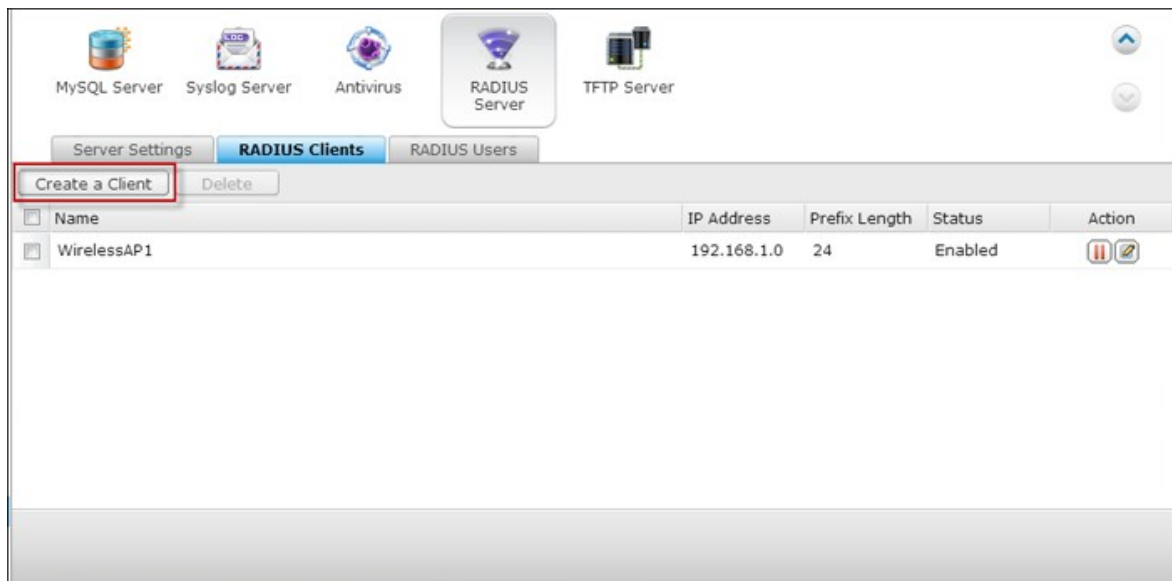 LOG
MySQL Server Syslog Server Antivirus RADIUS Server TFTP Server
Server Settings RADIUS Clients RADIUS Users
Create a Client Delete
Name IP Address Prefix Length Status Action
WirelessAP1 192.168.1.0 24 Enabled